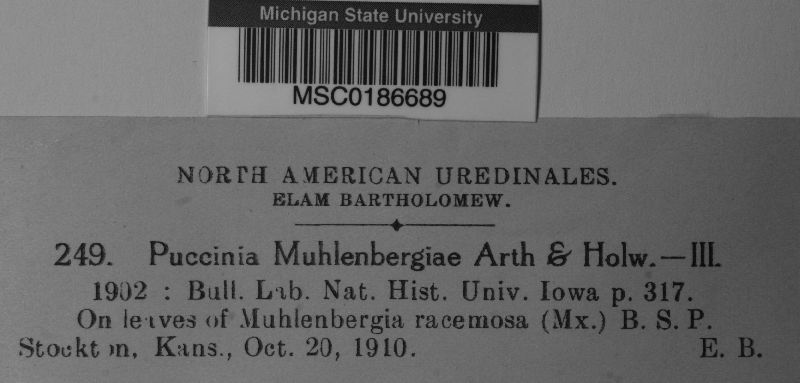 Michigan State University
MSC0186689
NORTH AMERICAN UREDINALES.
ELAM BARTHOLOMEW.
249. Puccinia Muhlenbergiae Arth & Holw.—III.
1902 : Bull. Lab. Nat. Hist. Univ. Iowa p. 317.
On leaves of Muhlenbergia racemosa (Mx.) B. S. P.
Stockton, Kans., Oct. 20, 1910. E. B.